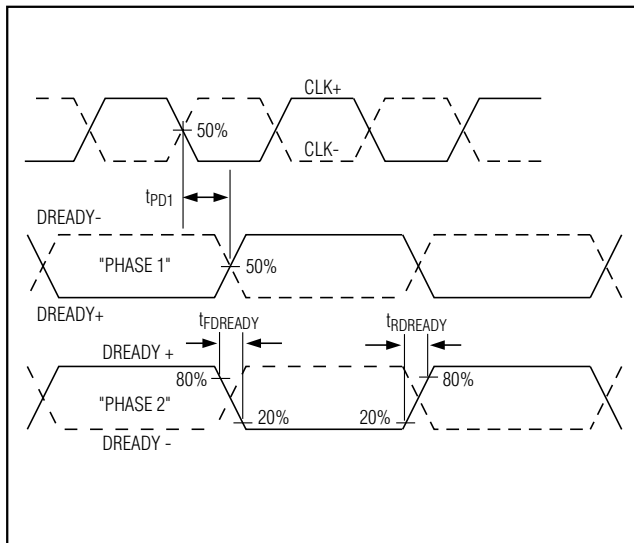 CLK+
50%
CLK-
tPD1
DREADY-
"PHASE 1"
50%
DREADY+
tFDREADY
tRDREADY
DREADY +
80%
80%
"PHASE 2"
20%
20%
DREADY -